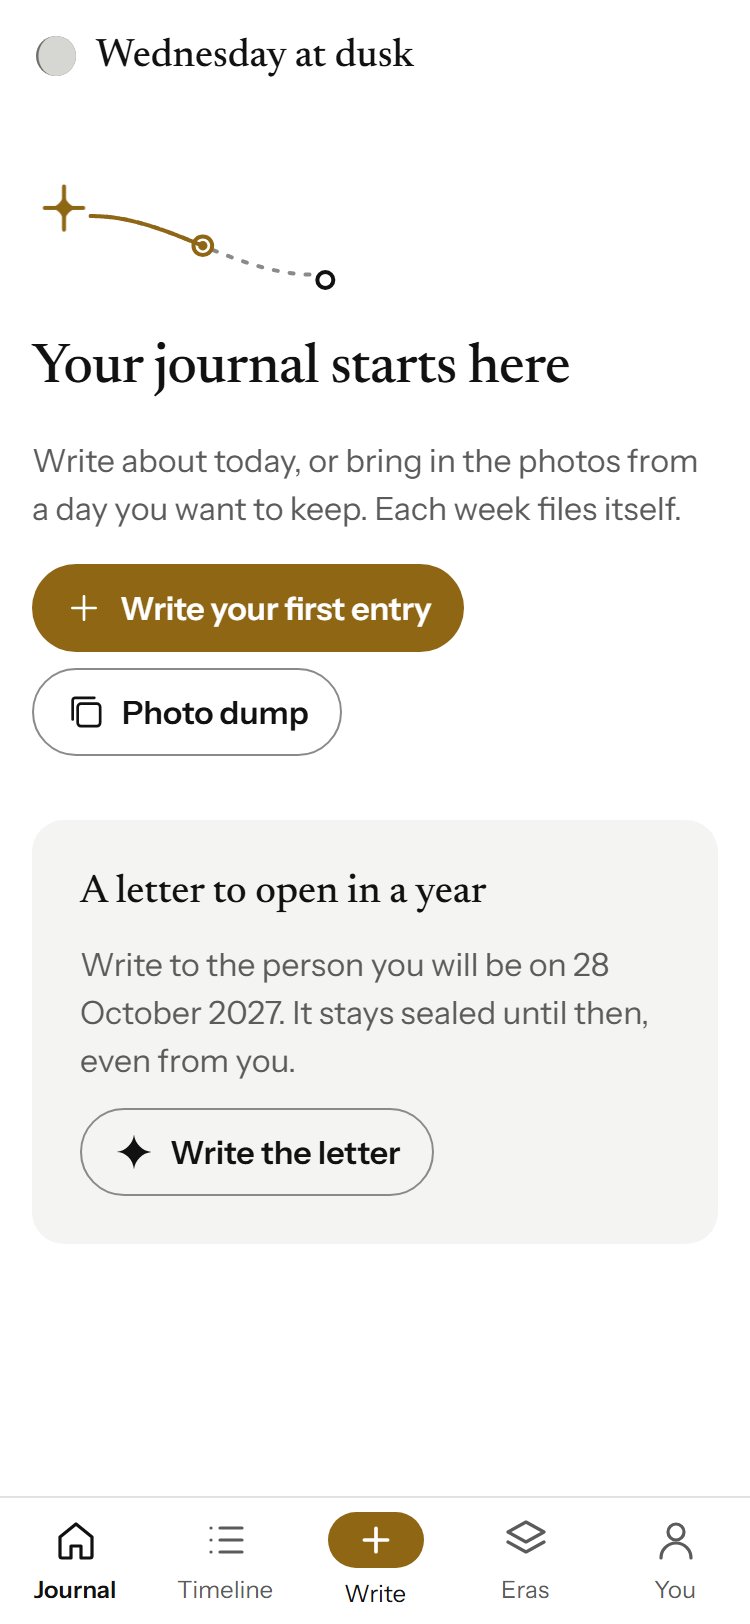 Wednesday at dusk
Your journal starts here
Write about today, or bring in the photos from
a day you want to keep. Each week files itself.
Write your first entry
Photo dump
A letter to open in a year
Write to the person you will be on 28
October 2027. It stays sealed until then,
even from you.
Write the letter
Journal
Timeline
Write
Eras
You